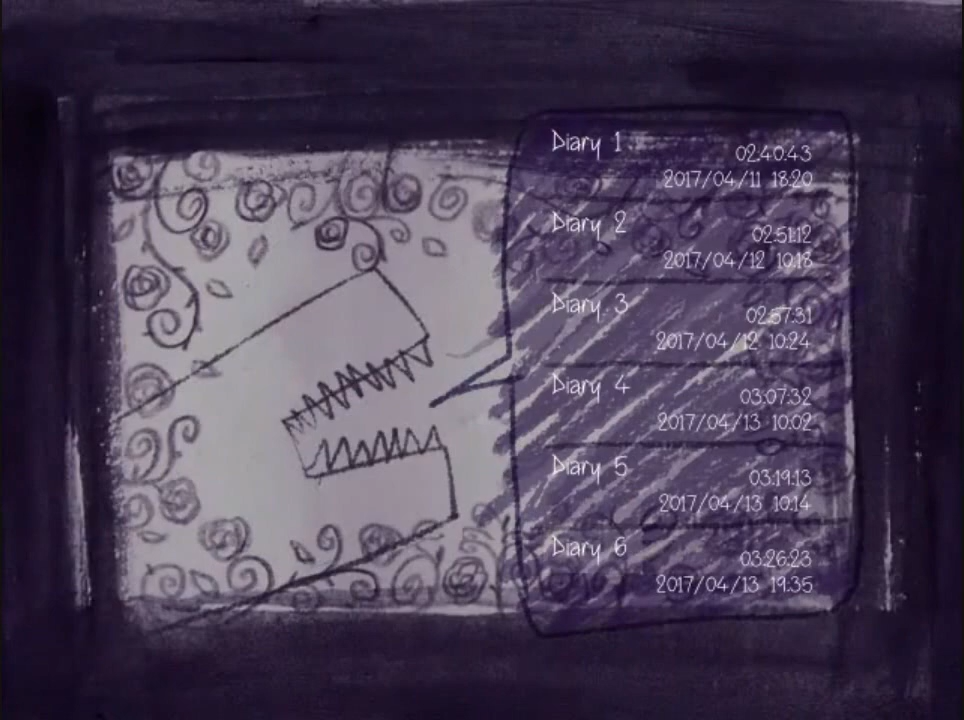 Diary 1
02:40:43
2017/04/11 18:20
Diary 2
02:51:12
2017/04/12 10:18
Diary 3
02:57:31
2017/04/12 10:24
Diary 4
03:07:32
2017/04/13 10:02
Diary 5
03:19:13
2017/04/13 10:14
Diary 6
03:26:23
2017/04/13 19:35